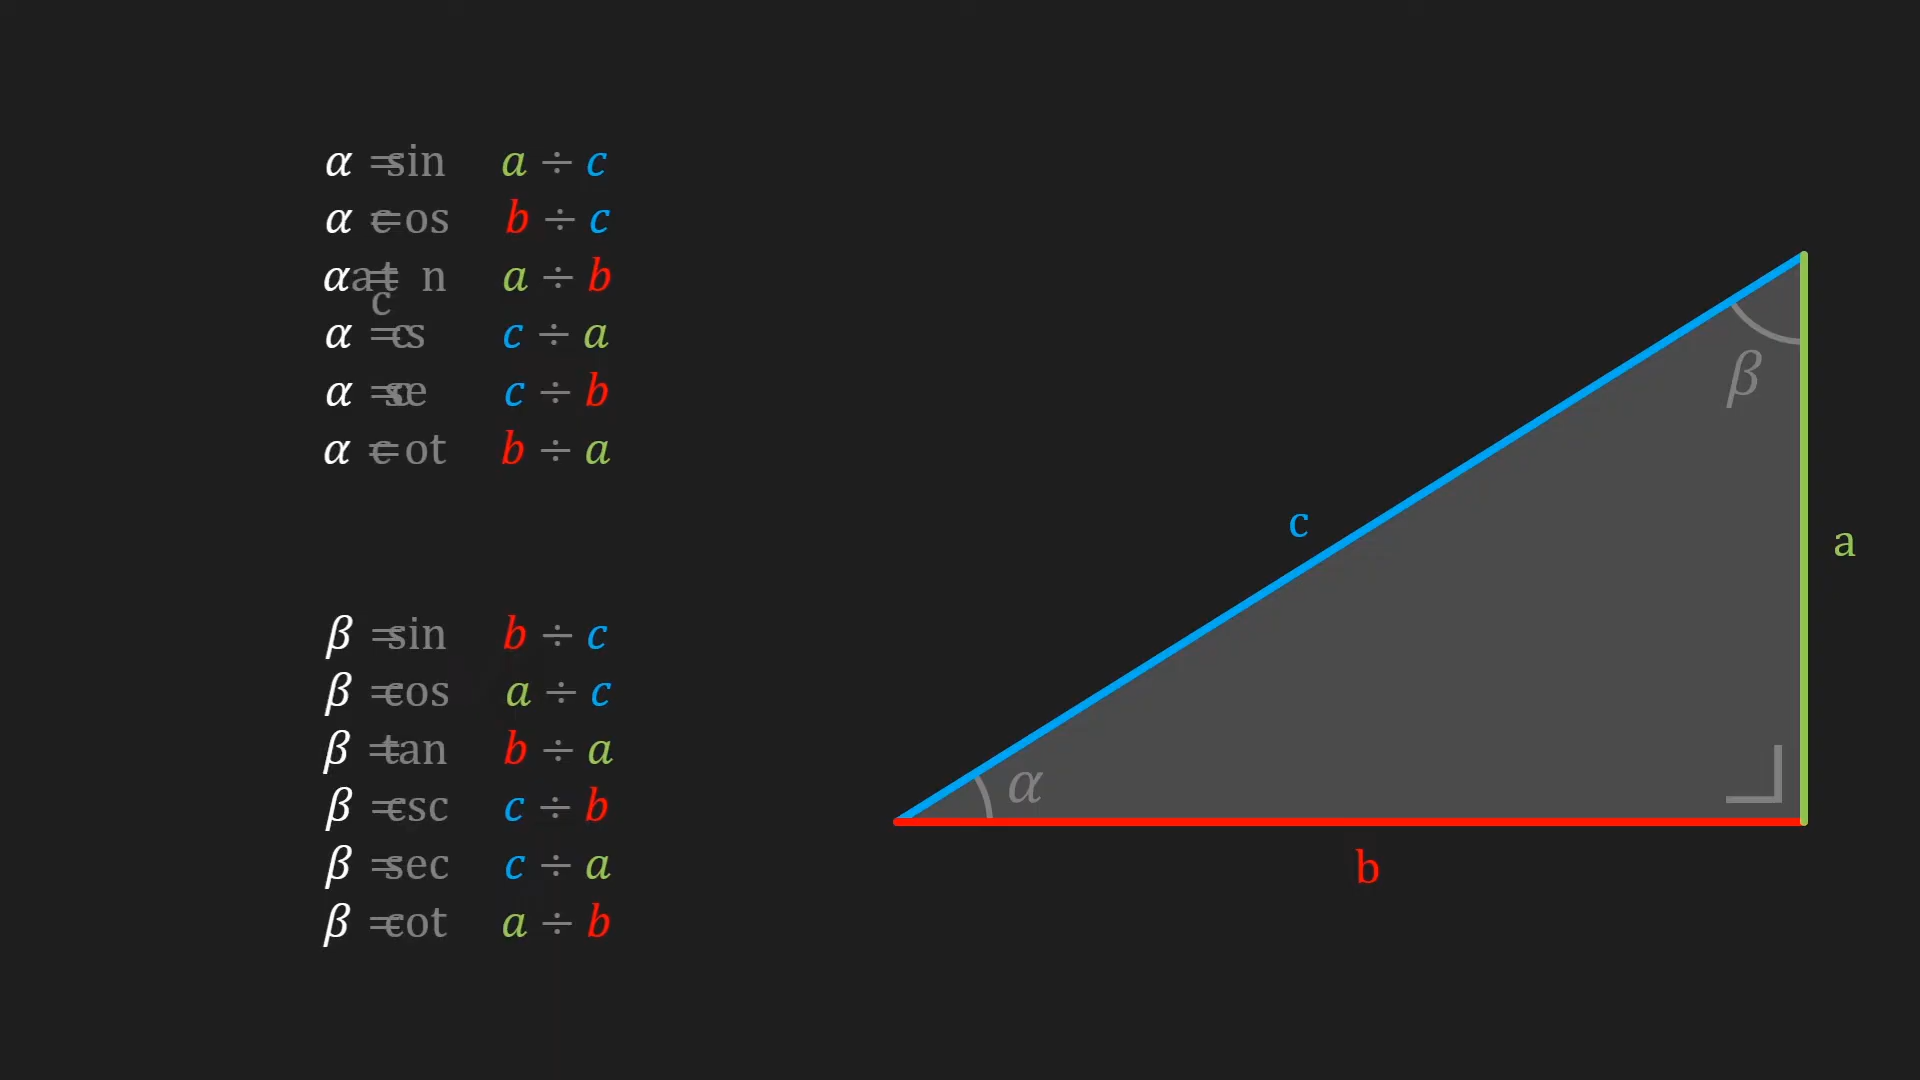 α = sin a ÷ c
α = cos b ÷ c
α = tan a ÷ b
α = csc c ÷ a
α = sec c ÷ b
α = cot b ÷ a
β = sin b ÷ c
β = cos a ÷ c
β = tan b ÷ a
β = csc c ÷ b
β = sec c ÷ a
β = cot a ÷ b
β
c
a
α
b